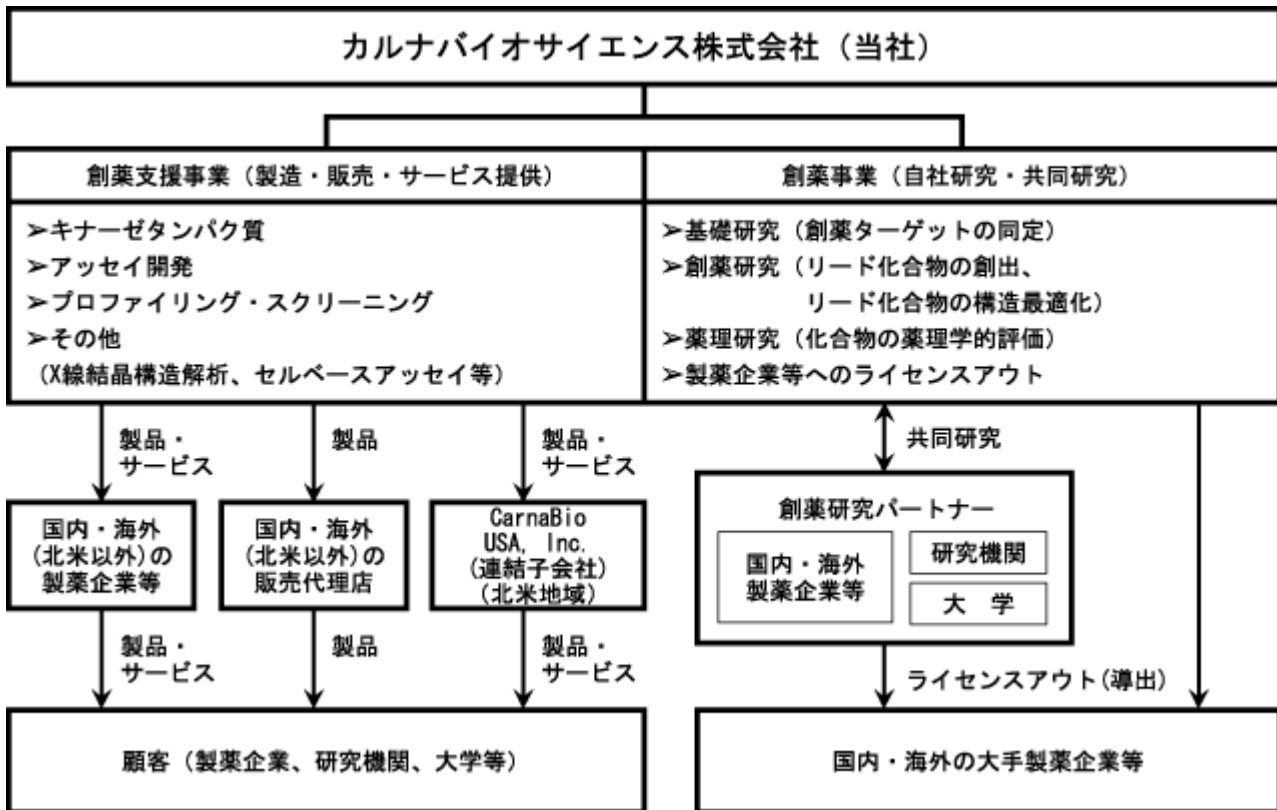 カルナバイオサイエンス株式会社（当社）
創薬支援事業（製造・販売・サービス提供）
➢キナーゼタンパク質
➢アッセイ開発
➢プロファイリング・スクリーニング
➢その他
（X線結晶構造解析、セルベースアッセイ等）
創薬事業（自社研究・共同研究）
➢基礎研究（創薬ターゲットの同定）
➢創薬研究（リード化合物の創出、
リード化合物の構造最適化）
➢薬理研究（化合物の薬理学的評価）
➢製薬企業等へのライセンスアウト
製品・
サービス
製品
製品・
サービス
共同研究
国内・海外
(北米以外)の
製薬企業等
国内・海外
(北米以外)の
販売代理店
CarnaBio
USA, Inc.
(連結子会社)
(北米地域)
創薬研究パートナー
国内・海外
製薬企業等
研究機関
大　学
製品・
サービス
製品
製品・
サービス
ライセンスアウト(導出)
顧客（製薬企業、研究機関、大学等）
国内・海外の大手製薬企業等